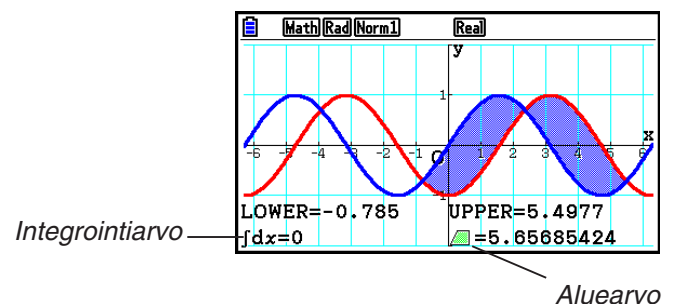 Math Rad Norm1 Real
y
1
x
-6 -5 -4 -3 -2 -1 O 1 2 3 4 5 6
-1
LOWER=-0.785 UPPER=5.4977
Integrointiarvo
∫dx=0 =5.65685424
Aluearvo